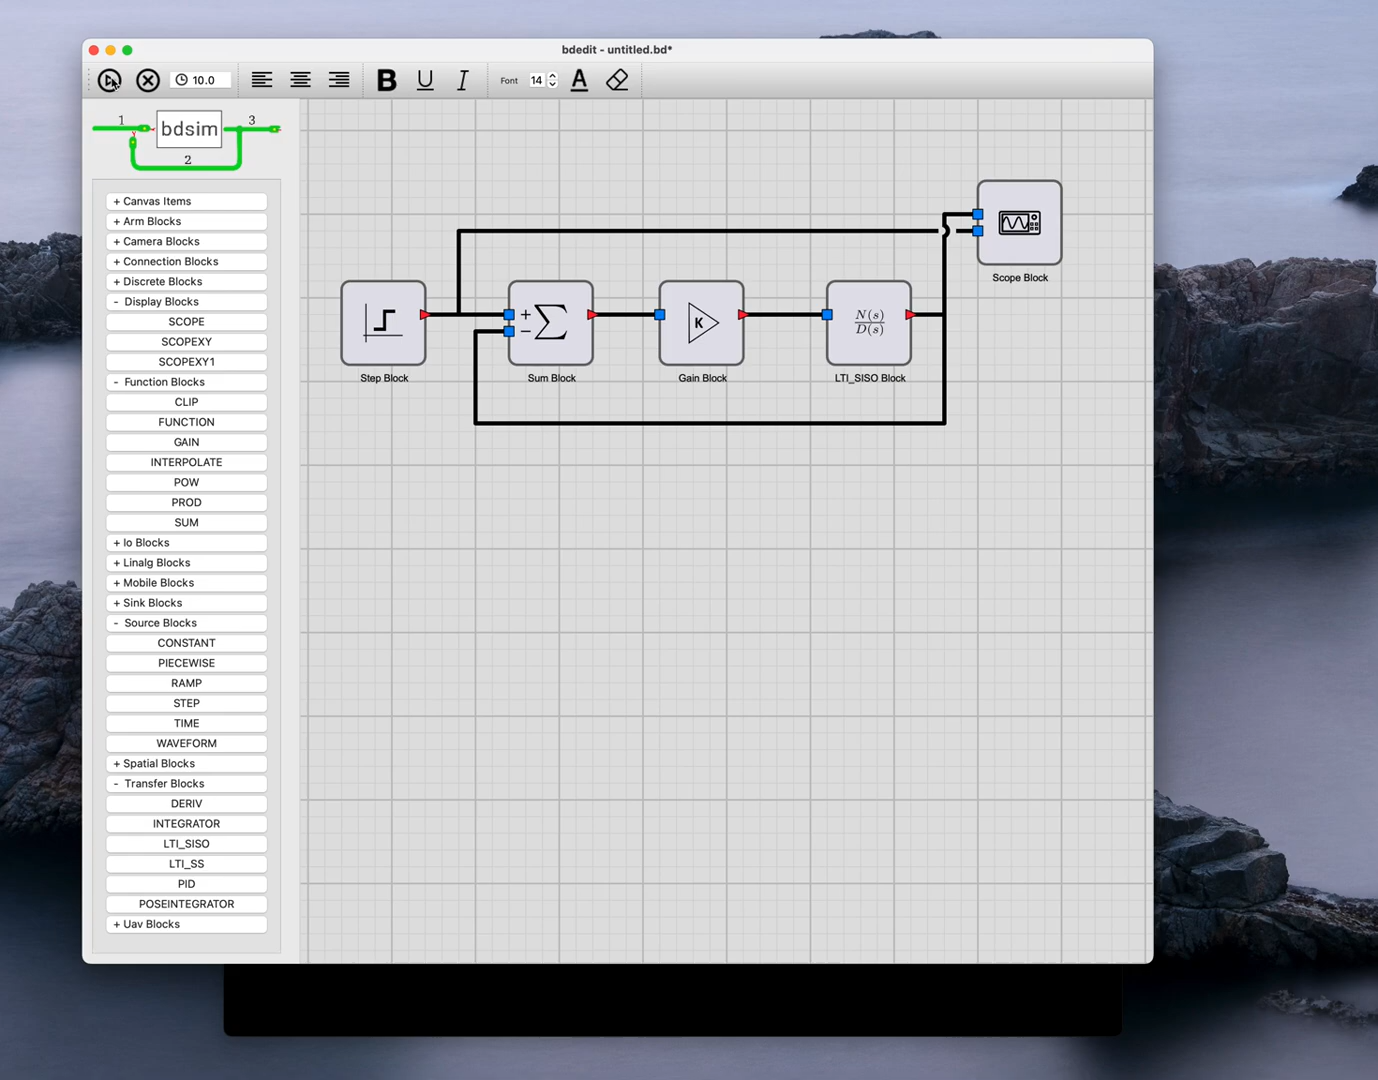 bdedit - untitled.bd*
10.0
B U I
Font 14 A
1 bdsim 3
2
+ Canvas Items
+ Arm Blocks
+ Camera Blocks
+ Connection Blocks
+ Discrete Blocks
- Display Blocks
SCOPE
SCOPEXY
SCOPEXY1
- Function Blocks
CLIP
FUNCTION
GAIN
INTERPOLATE
POW
PROD
SUM
+ Io Blocks
+ Linalg Blocks
+ Mobile Blocks
+ Sink Blocks
- Source Blocks
CONSTANT
PIECEWISE
RAMP
STEP
TIME
WAVEFORM
+ Spatial Blocks
- Transfer Blocks
DERIV
INTEGRATOR
LTI_SISO
LTI_SS
PID
POSEINTEGRATOR
+ Uav Blocks
Scope Block
Step Block
+
− Σ
Sum Block
K
Gain Block
N(s)
D(s)
LTI_SISO Block